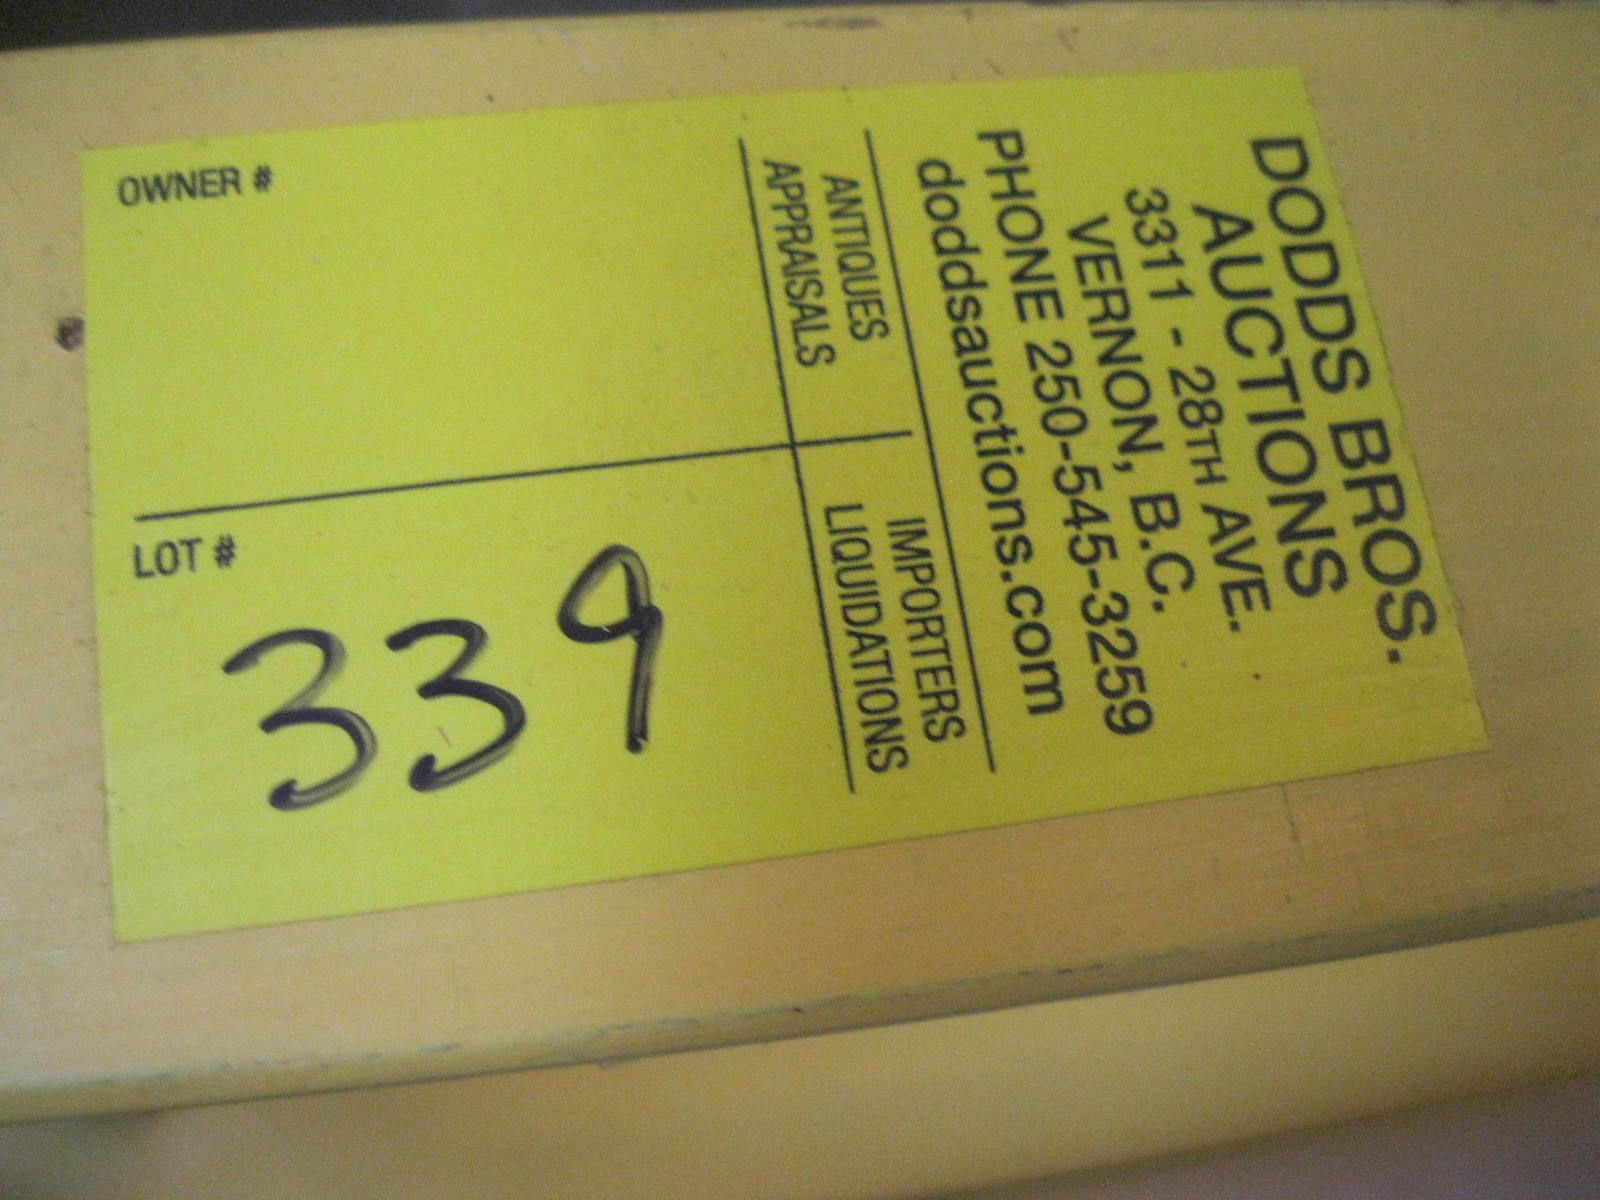 DODDS BROS.
AUCTIONS
3311 - 28TH AVE.
VERNON, B.C.
PHONE 250-545-3259
doddsauctions.com
ANTIQUES
APPRAISALS
IMPORTERS
LIQUIDATIONS
OWNER #
LOT #
339